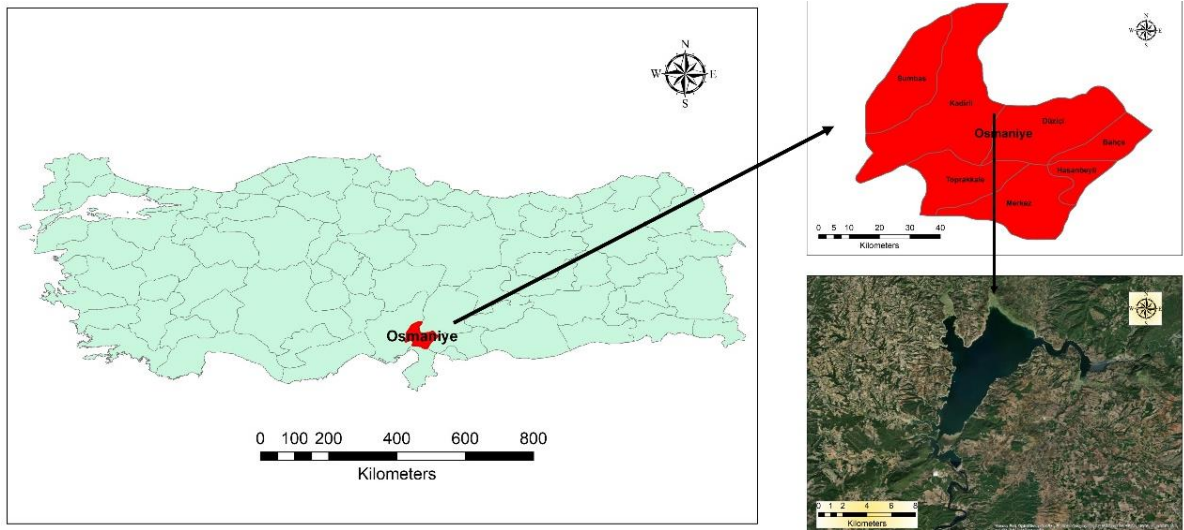 N
W E
S
Osmaniye
0 100 200 400 600 800
Kilometers
N
W E
S
Sumbas
Kadirli
Düziçi
Osmaniye
Bahçe
Hasanbeyli
Toprakkale
Merkez
0 5 10 20 30 40
Kilometers
N
W E
S
0 1 2 4 6 8
Kilometers